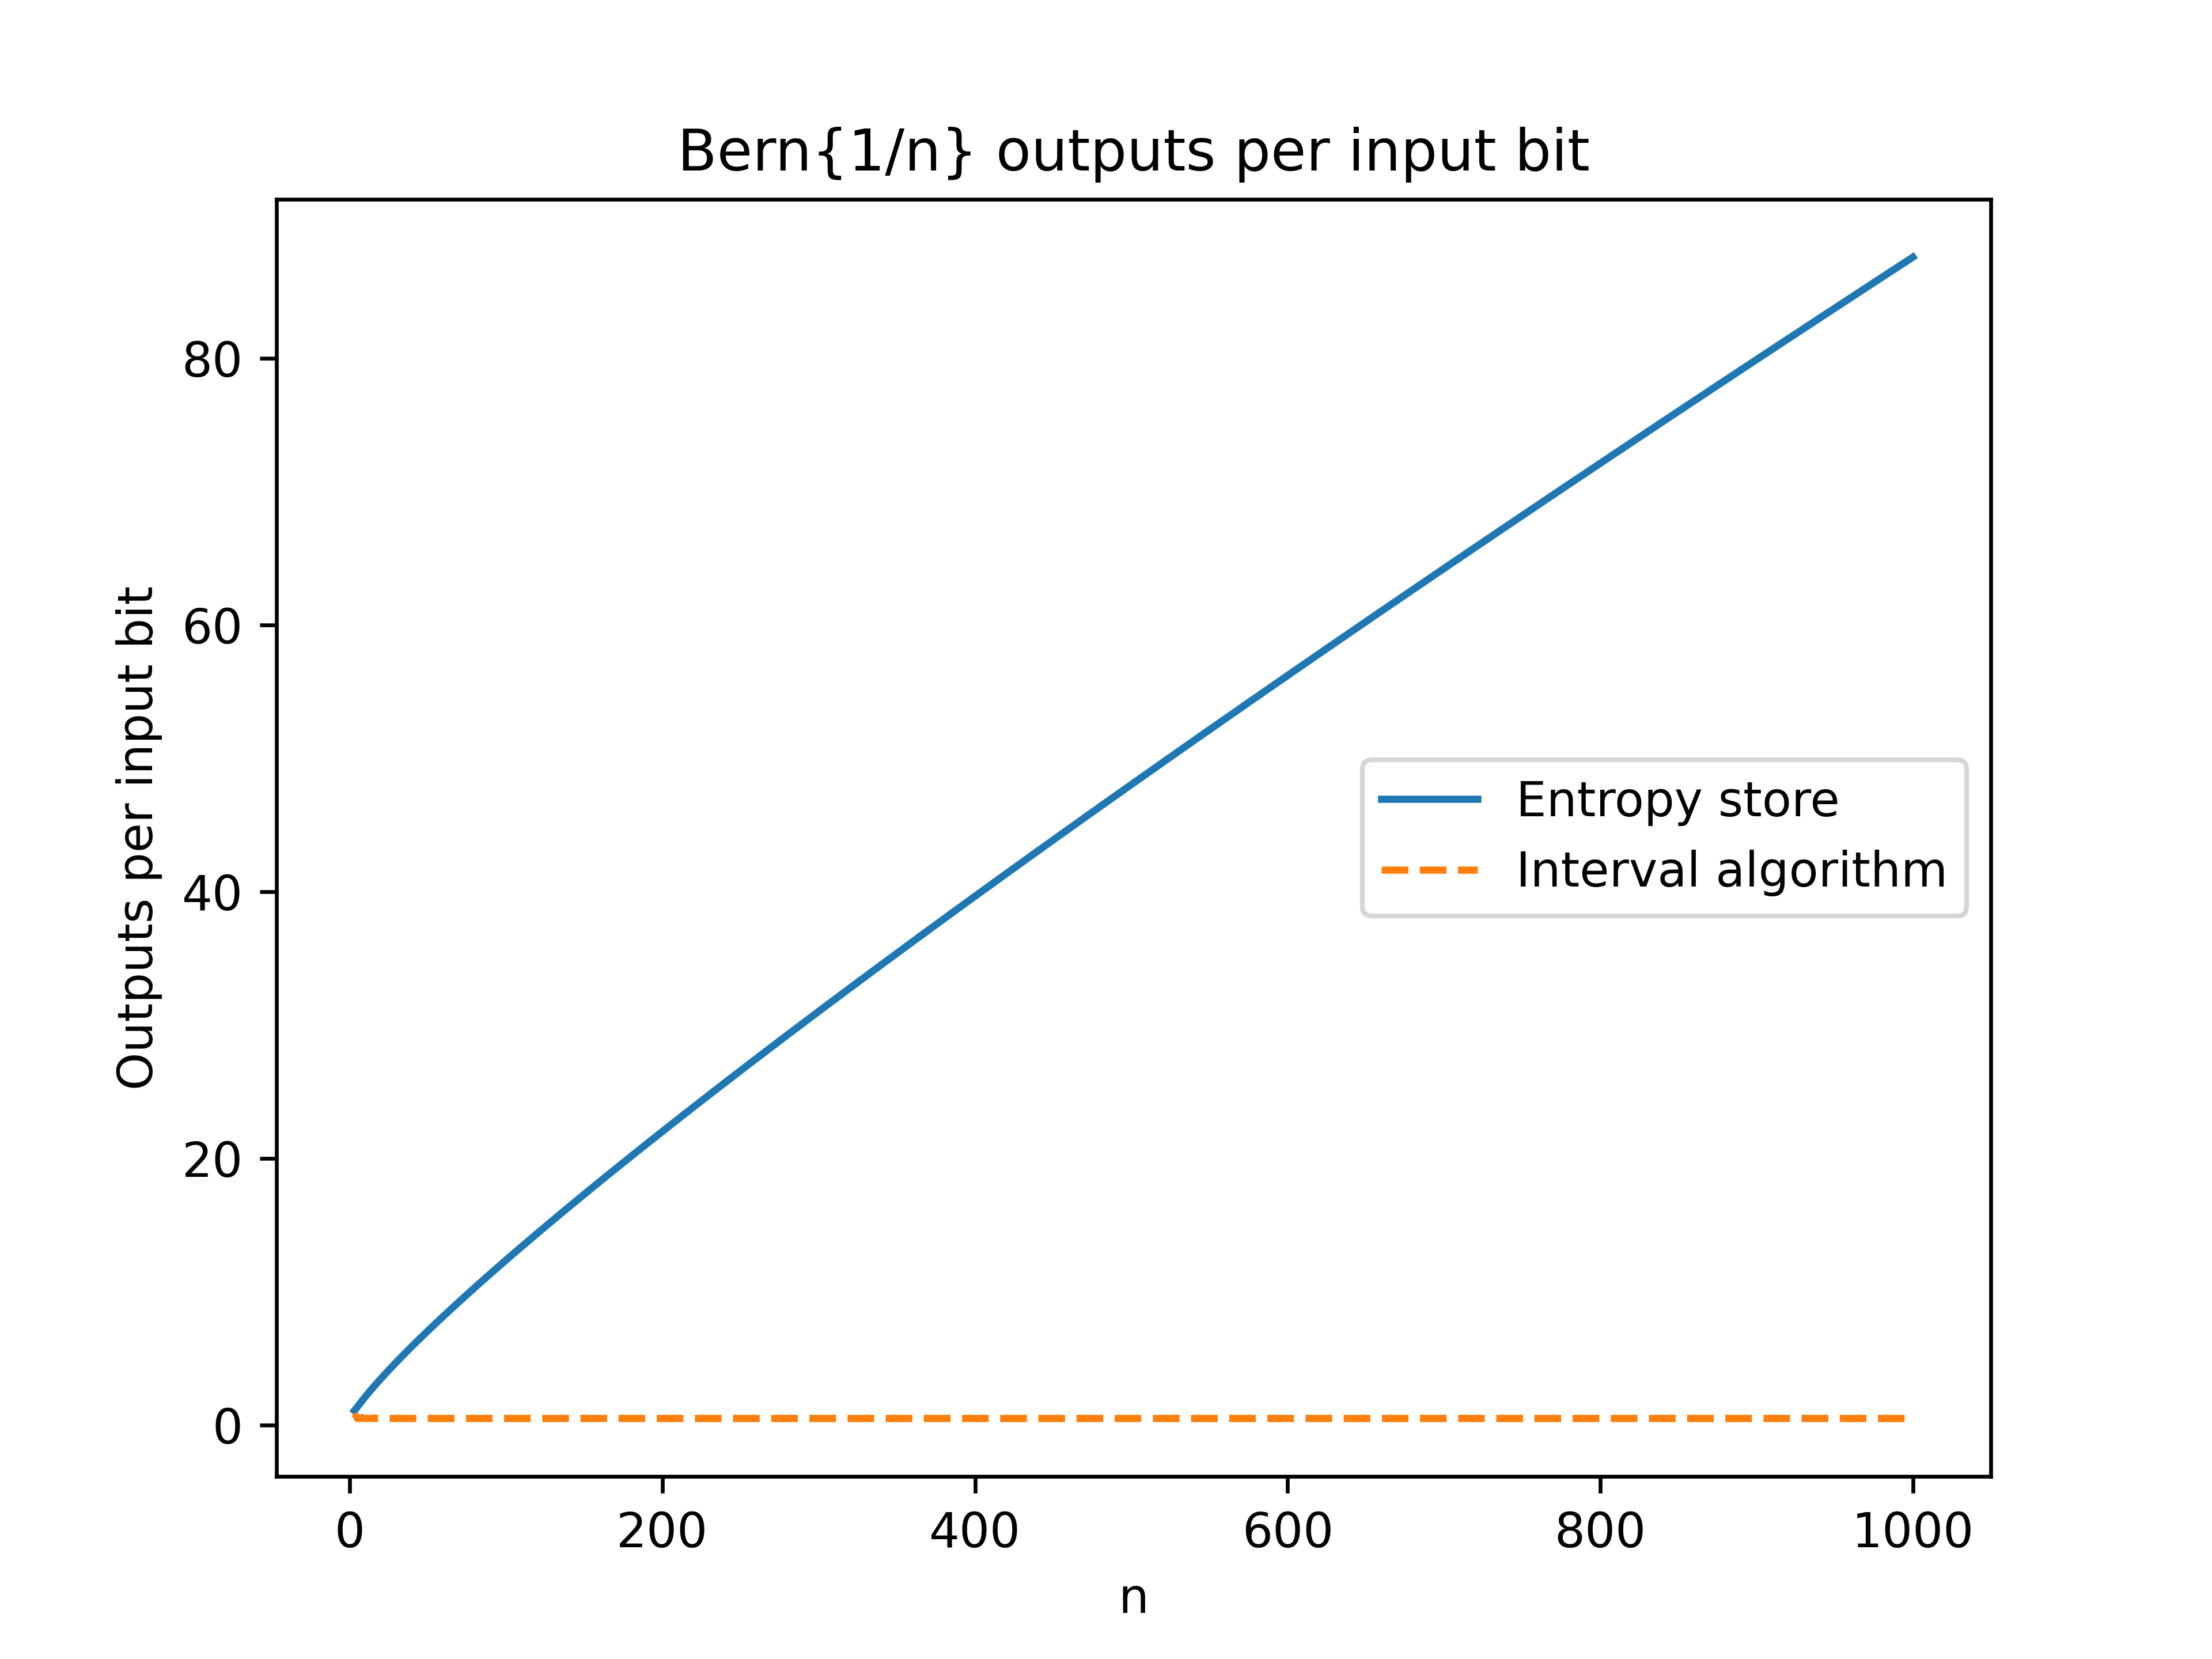 Bern{1/n} outputs per input bit
Outputs per input bit
80
60
40
20
0
Entropy store
Interval algorithm
0 200 400 600 800 1000
n